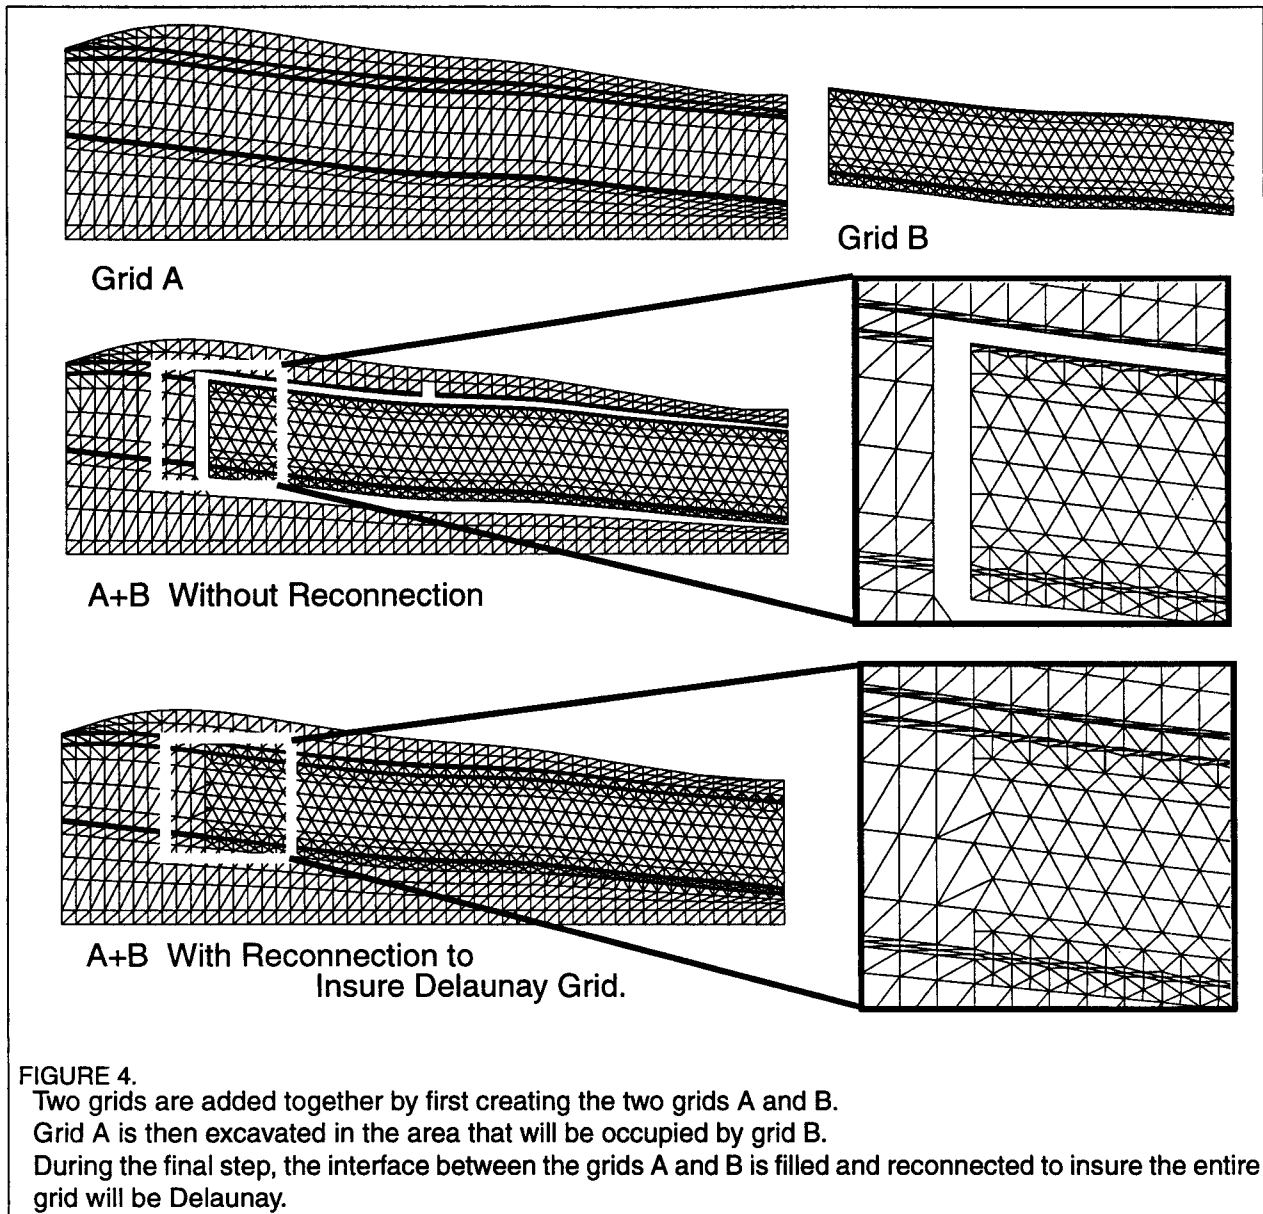 Grid A
Grid B
A+B Without Reconnection
A+B With Reconnection to
Insure Delaunay Grid.
FIGURE 4.
Two grids are added together by first creating the two grids A and B.
Grid A is then excavated in the area that will be occupied by grid B.
During the final step, the interface between the grids A and B is filled and reconnected to insure the entire
grid will be Delaunay.